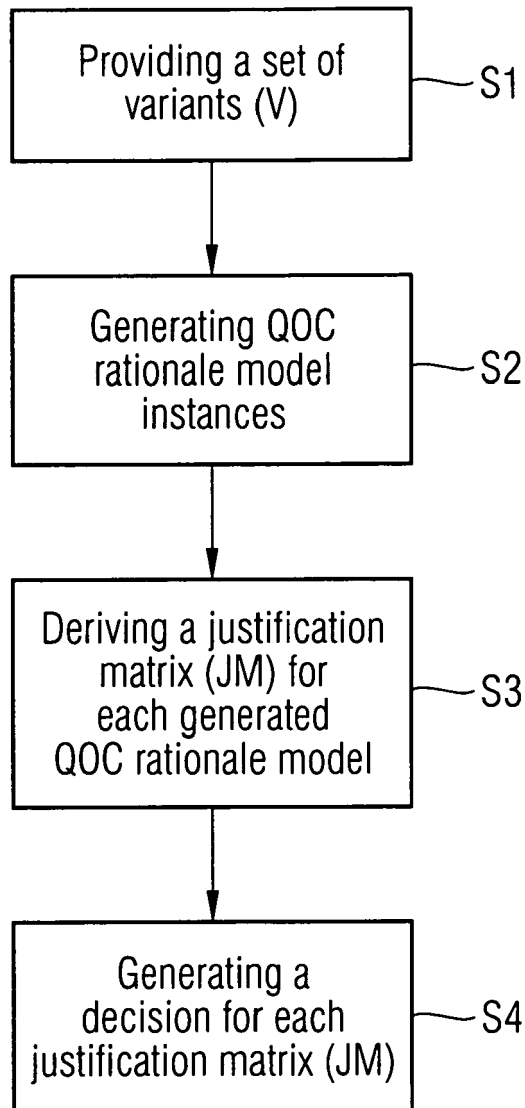 Providing a set of
variants (V)
S1
Generating QOC
rationale model
instances
S2
Deriving a justification
matrix (JM) for
each generated
QOC rationale model
S3
Generating a
decision for each
justification matrix (JM)
S4